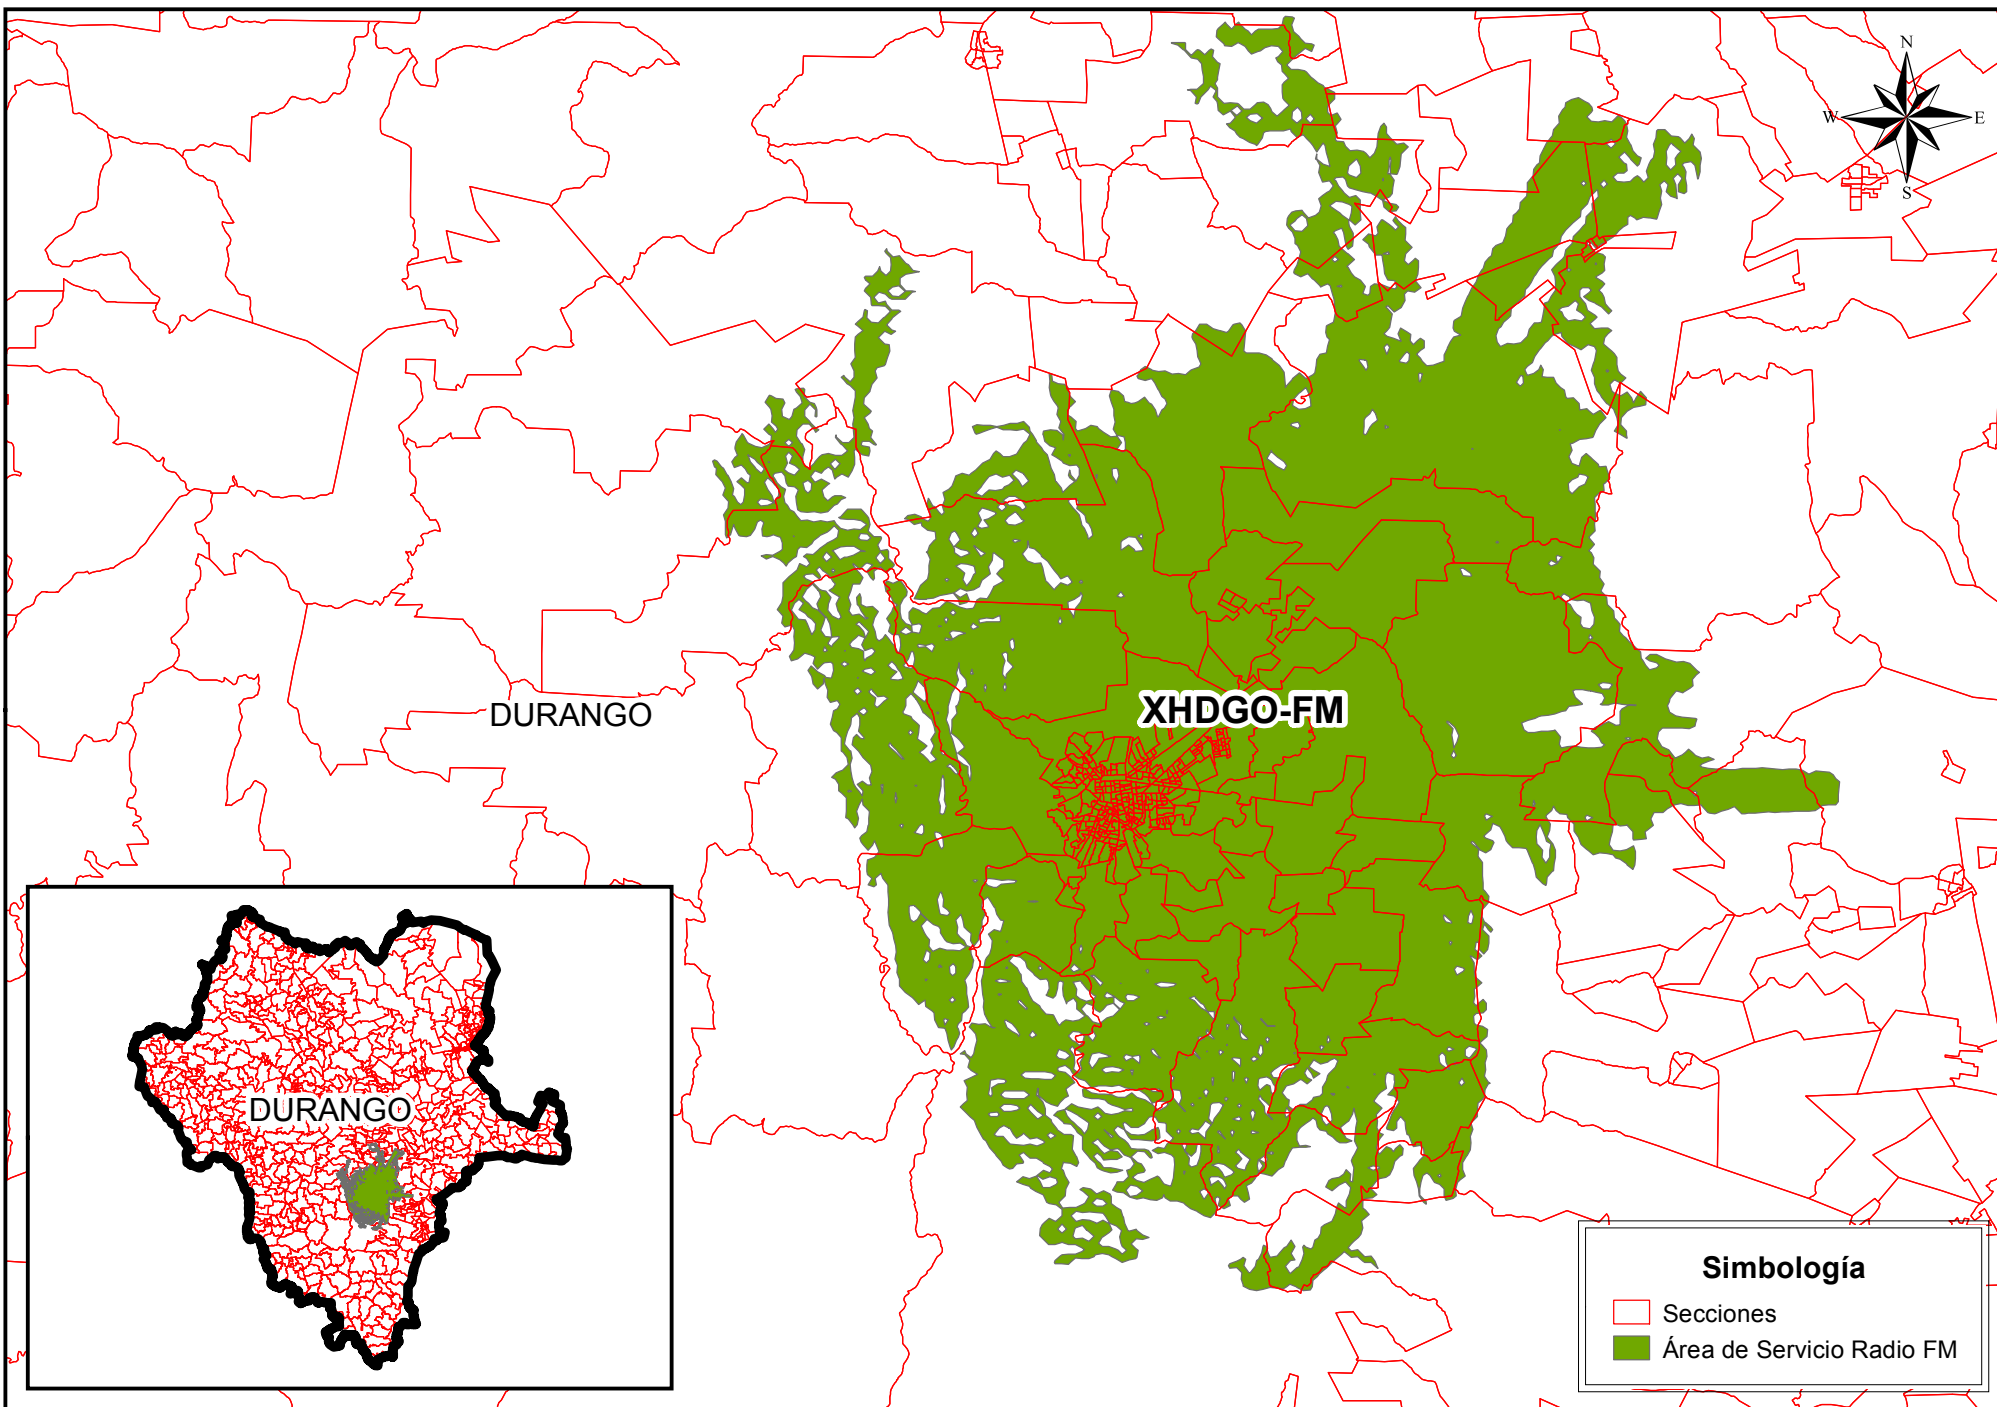 N
W E
S
XHDGO-FM
DURANGO
DURANGO
Simbología
Secciones
Área de Servicio Radio FM